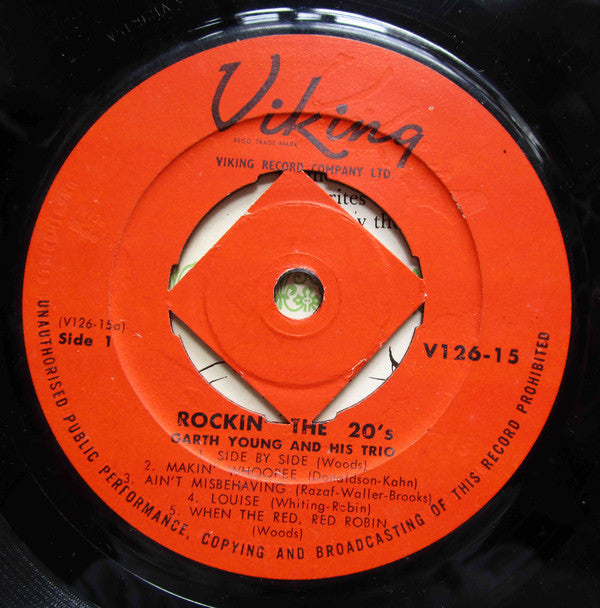 Viking
REGD. TRADE MARK
VIKING RECORD COMPANY LTD.
rites
y the
(V126-15a)
Side 1
V126-15
ROCKIN THE 20's
GARTH YOUNG AND HIS TRIO
1. SIDE BY SIDE (Woods)
2. MAKIN' WHOOPEE (Donaldson-Kahn)
3. AIN'T MISBEHAVING (Razaf-Waller-Brooks)
4. LOUISE (Whiting-Robin)
5. WHEN THE RED, RED ROBIN
(Woods)
UNAUTHORISED PUBLIC PERFORMANCE, COPYING AND BROADCASTING OF THIS RECORD PROHIBITED